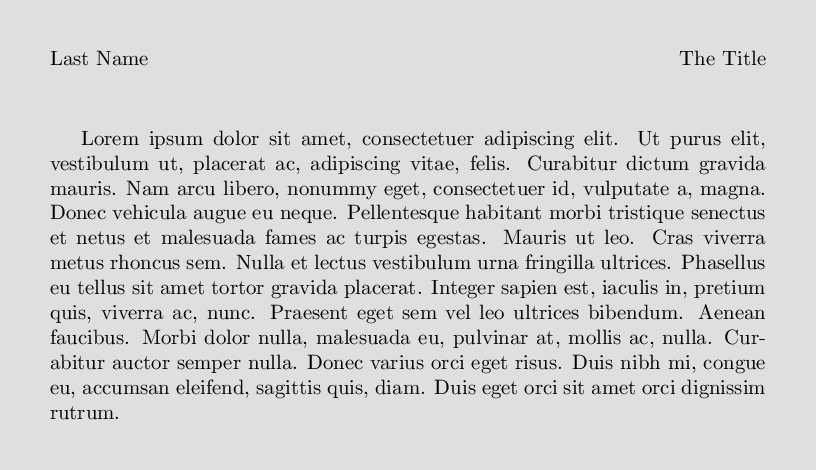 Last Name The Title
Lorem ipsum dolor sit amet, consectetuer adipiscing elit. Ut purus elit,
vestibulum ut, placerat ac, adipiscing vitae, felis. Curabitur dictum gravida
mauris. Nam arcu libero, nonummy eget, consectetuer id, vulputate a, magna.
Donec vehicula augue eu neque. Pellentesque habitant morbi tristique senectus
et netus et malesuada fames ac turpis egestas. Mauris ut leo. Cras viverra
metus rhoncus sem. Nulla et lectus vestibulum urna fringilla ultrices. Phasellus
eu tellus sit amet tortor gravida placerat. Integer sapien est, iaculis in, pretium
quis, viverra ac, nunc. Praesent eget sem vel leo ultrices bibendum. Aenean
faucibus. Morbi dolor nulla, malesuada eu, pulvinar at, mollis ac, nulla. Cur-
abitur auctor semper nulla. Donec varius orci eget risus. Duis nibh mi, congue
eu, accumsan eleifend, sagittis quis, diam. Duis eget orci sit amet orci dignissim
rutrum.